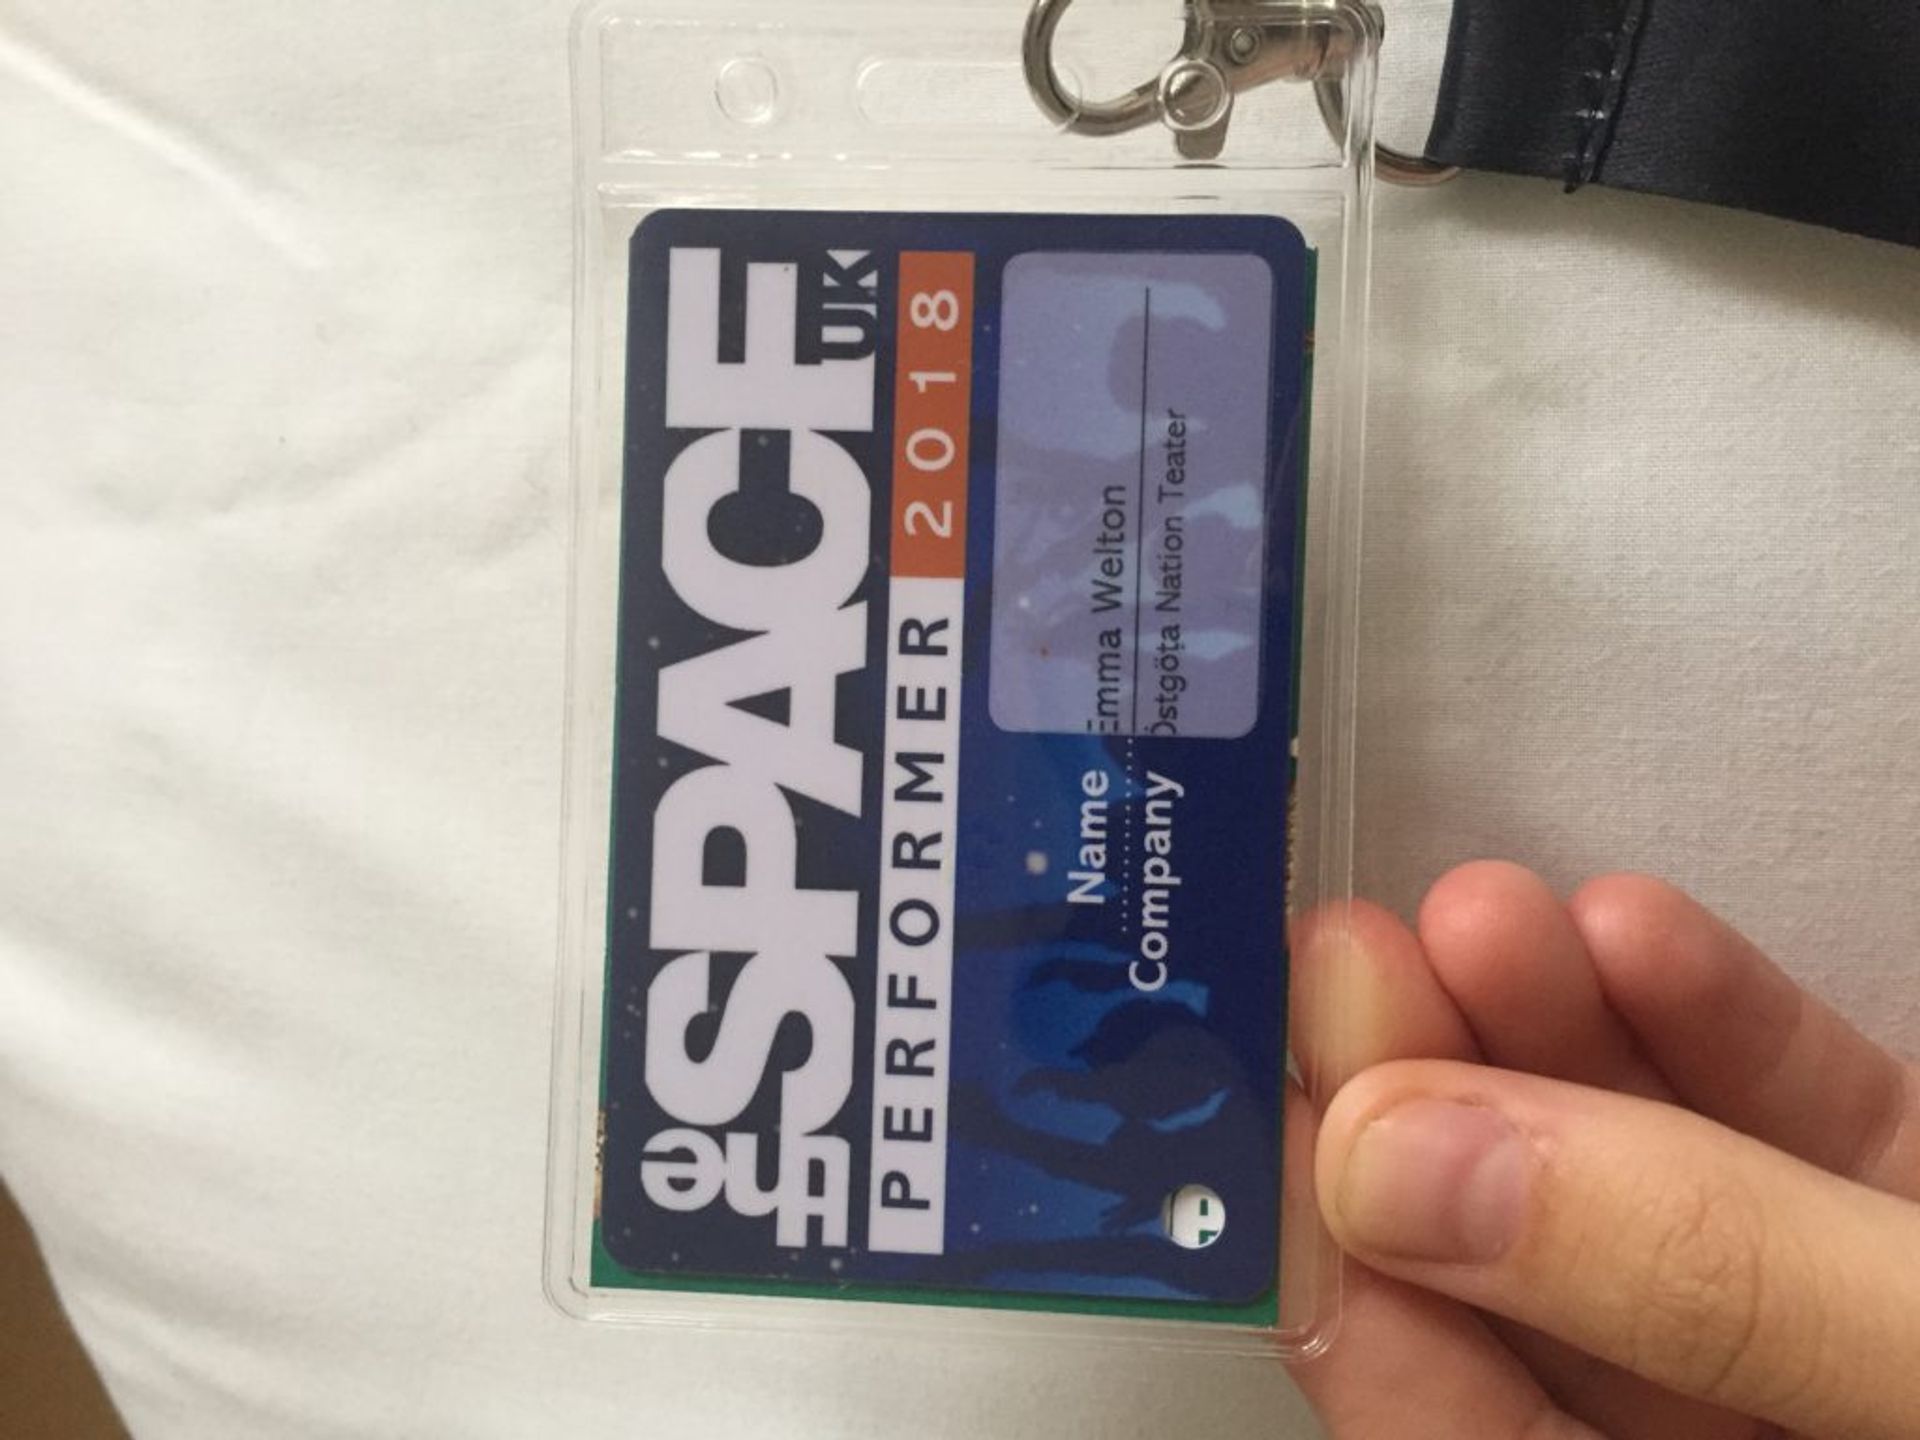 the SPACE UK
PERFORMER 2018
Name Emma Welton
Company Östgöta Nation Teater